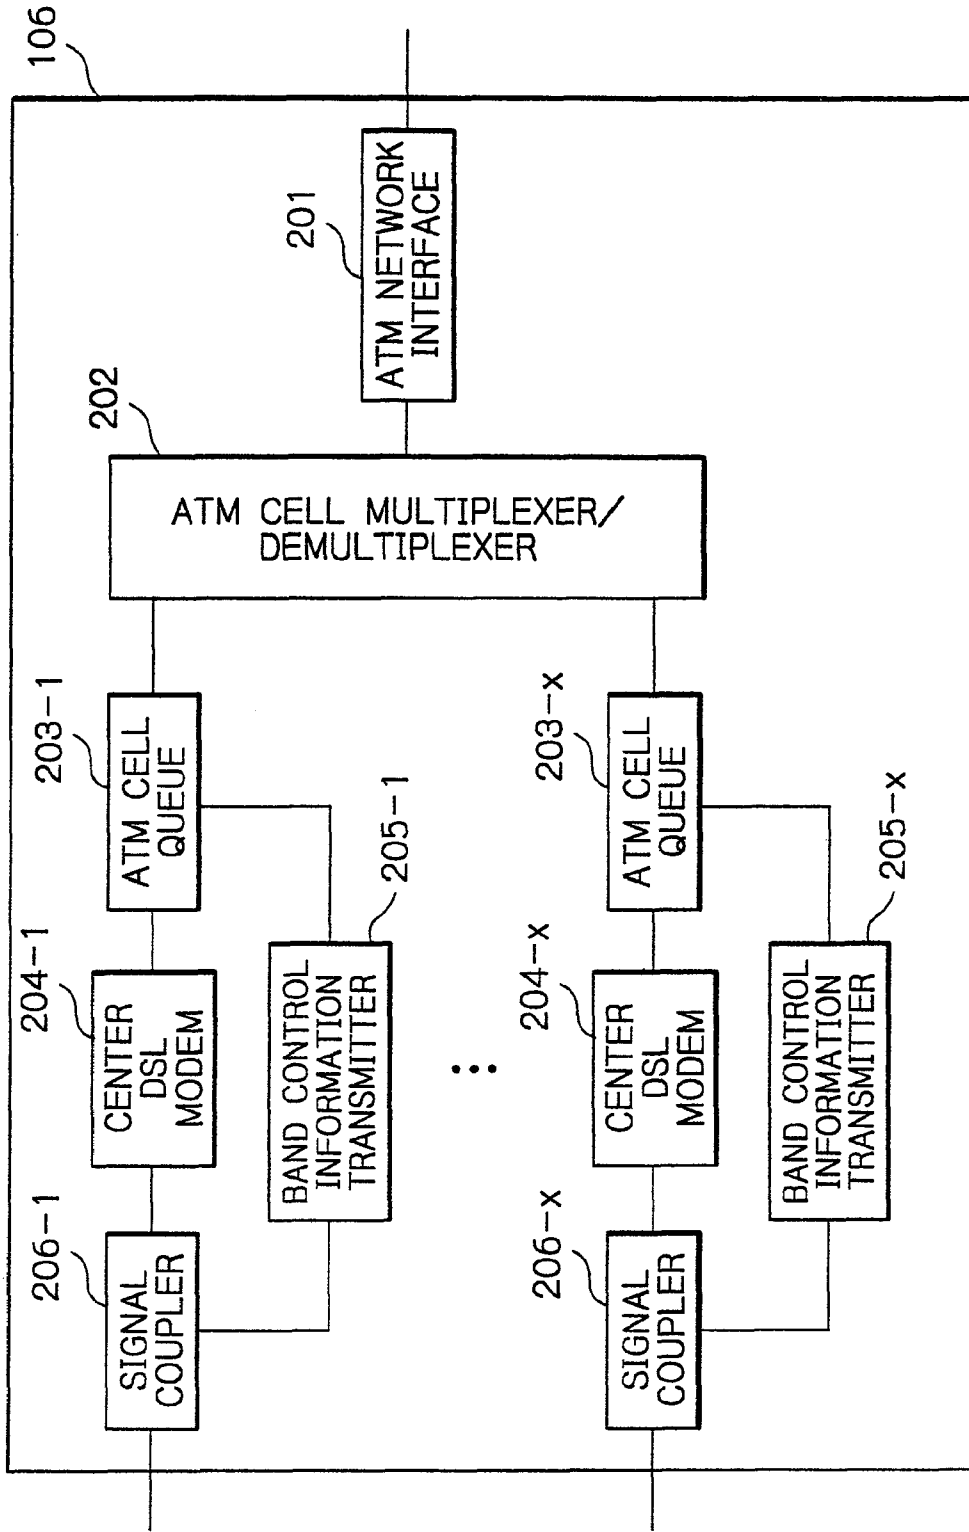 106
201
ATM NETWORK
INTERFACE
202
ATM CELL MULTIPLEXER/
DEMULTIPLEXER
203-1
ATM CELL
QUEUE
204-1
CENTER
DSL
MODEM
205-1
BAND CONTROL
INFORMATION
TRANSMITTER
206-1
SIGNAL
COUPLER
203-x
ATM CELL
QUEUE
204-x
CENTER
DSL
MODEM
205-x
BAND CONTROL
INFORMATION
TRANSMITTER
206-x
SIGNAL
COUPLER